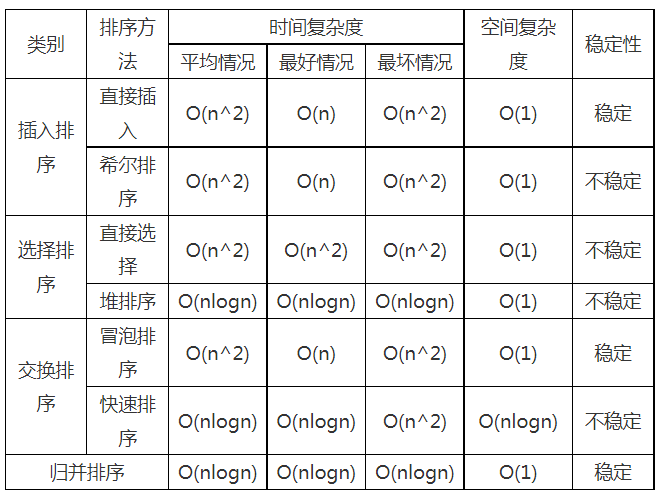 类别 排序方法 时间复杂度 空间复杂度 稳定性
平均情况 最好情况 最坏情况
插入排序 直接插入 O(n^2) O(n) O(n^2) O(1) 稳定
希尔排序 O(n^2) O(n) O(n^2) O(1) 不稳定
选择排序 直接选择 O(n^2) O(n^2) O(n^2) O(1) 不稳定
堆排序 O(nlogn) O(nlogn) O(nlogn) O(1) 不稳定
交换排序 冒泡排序 O(n^2) O(n) O(n^2) O(1) 稳定
快速排序 O(nlogn) O(nlogn) O(n^2) O(nlogn) 不稳定
归并排序 O(nlogn) O(nlogn) O(nlogn) O(1) 稳定